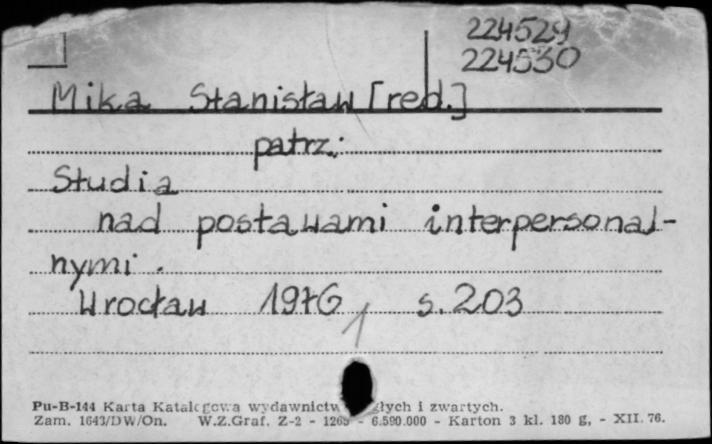 224529
224530
Mika Stanisław [red.]
patrz:
Studia
nad postawami interpersonal-
nymi.
Wrocław 1976 s. 203
1
Pu-B-144 Karta Katalogowa wydawnictw łych i zwartych.
Zam. 1643/DW/On. W.Z.Graf. Z-2 - 1265 - 6.590.000 - Karton 3 kl. 180 g, - XII. 76.